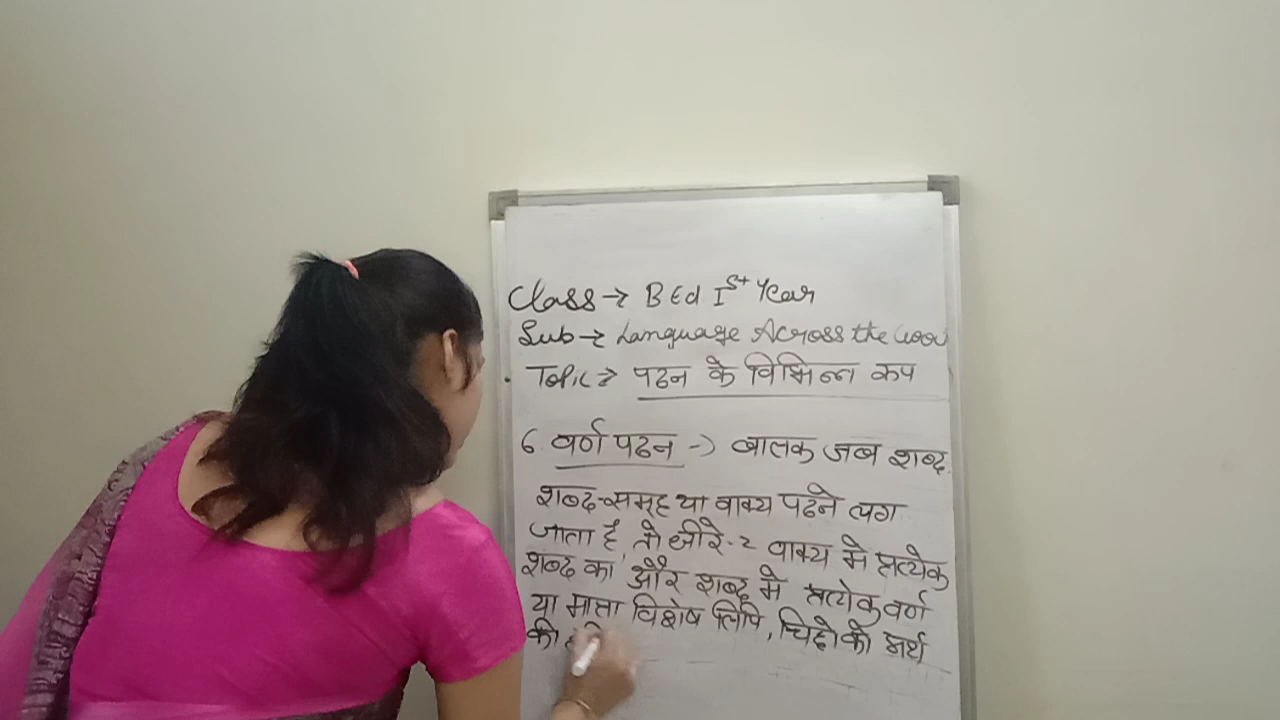 Class → B Ed Ist Year
Sub → Language Across the
Topic → पठन के विभिन्न रूप
6 वर्ण पठन → बालक जब शब्द
शब्द-समूह या वाक्य पढने लग
जाता है, तो धीरे-2 वाक्य मे प्रत्येक
शब्द का और शब्द मे प्रत्येक वर्ण
या मात्रा विशेष लिपि, चिह्नो को अर्थ
की